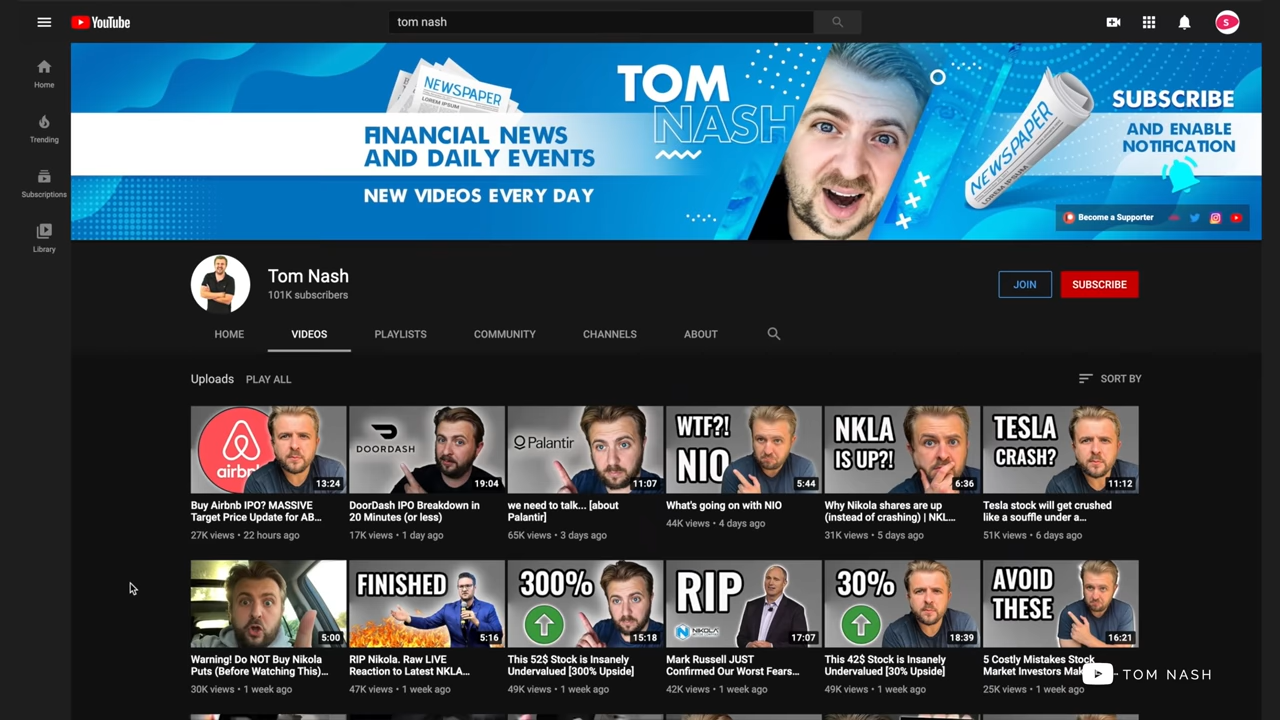 YouTube
tom nash
S
Home
Trending
Subscriptions
Library
NEWSPAPER
LOREM IPSUM
FINANCIAL NEWS
AND DAILY EVENTS
NEW VIDEOS EVERY DAY
TOM
NASH
NEWSPAPER
LOREM IPSUM
SUBSCRIBE
AND ENABLE
NOTIFICATION
Become a Supporter
Tom Nash
101K subscribers
JOIN
SUBSCRIBE
HOME
VIDEOS
PLAYLISTS
COMMUNITY
CHANNELS
ABOUT
Uploads
PLAY ALL
SORT BY
airbn
13:24
DOORDASH
19:04
Palantir
11:07
WTF?!
NIO
5:44
NKLA
IS UP?!
6:36
TESLA
CRASH?
11:12
Buy Airbnb IPO? MASSIVE
Target Price Update for AB...
27K views • 22 hours ago
DoorDash IPO Breakdown in
20 Minutes (or less)
17K views • 1 day ago
we need to talk... [about
Palantir]
65K views • 3 days ago
What's going on with NIO
44K views • 4 days ago
Why Nikola shares are up
(instead of crashing) | NKL...
31K views • 5 days ago
Tesla stock will get crushed
like a souffle under a...
51K views • 6 days ago
5:00
FINISHED
5:16
300%
15:18
RIP
NIKOLA
17:07
30%
18:39
AVOID
THESE
16:21
Warning! Do NOT Buy Nikola
Puts (Before Watching This)...
30K views • 1 week ago
RIP Nikola. Raw LIVE
Reaction to Latest NKLA...
47K views • 1 week ago
This 52$ Stock is Insanely
Undervalued [300% Upside]
49K views • 1 week ago
Mark Russell JUST
Confirmed Our Worst Fears...
42K views • 1 week ago
This 42$ Stock is Insanely
Undervalued [30% Upside]
49K views • 1 week ago
5 Costly Mistakes Stock
Market Investors
25K views • 1 week ago
TOM NASH